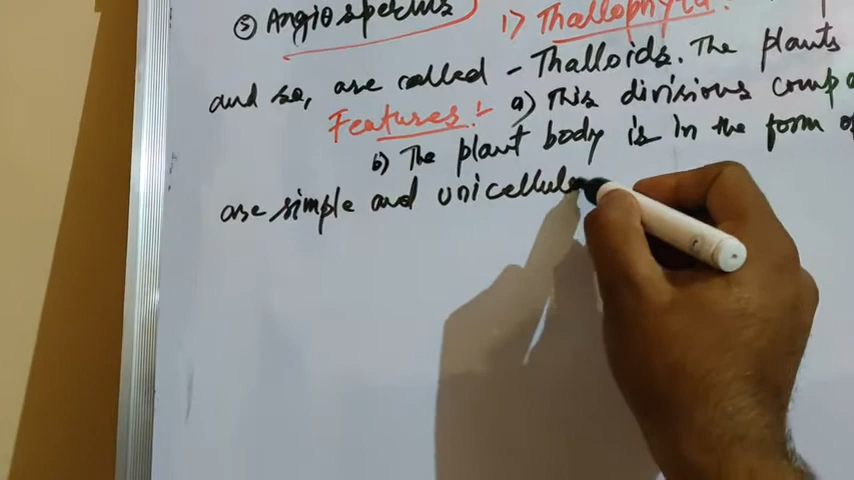 ⑤ Angiosperms 1) Thallophyta:
and so, are called - Thalloids. The plants
Features:- a) This divisions comp
b) The plant body is in the form of
are simple and unicellula